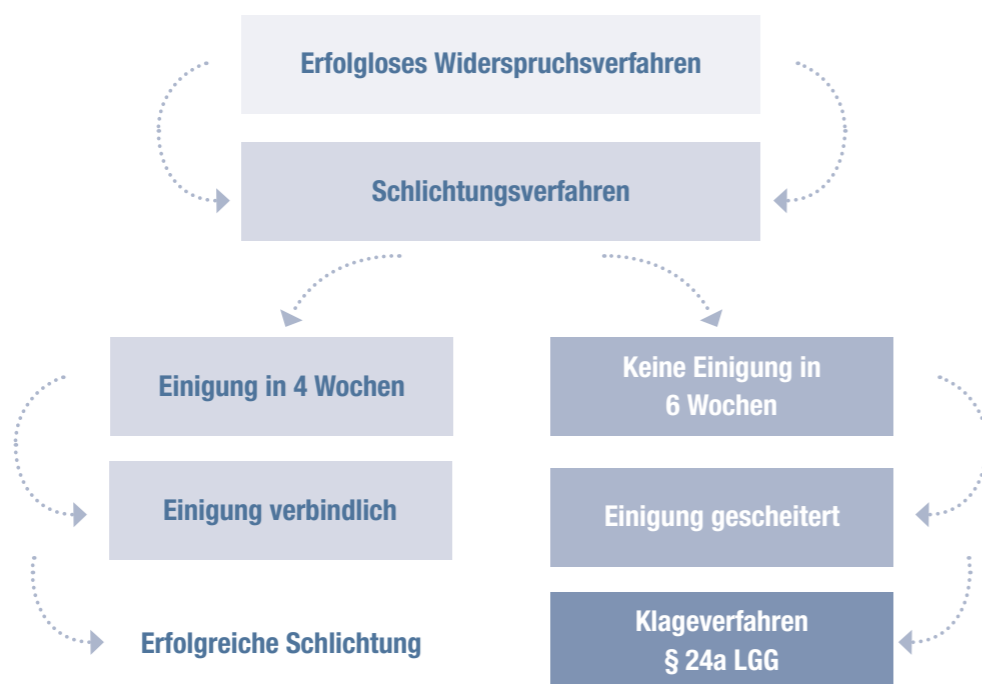 Erfolgloses Widerspruchsverfahren
Schlichtungsverfahren
Einigung in 4 Wochen
Einigung verbindlich
Erfolgreiche Schlichtung
Keine Einigung in
6 Wochen
Einigung gescheitert
Klageverfahren
§ 24a LGG